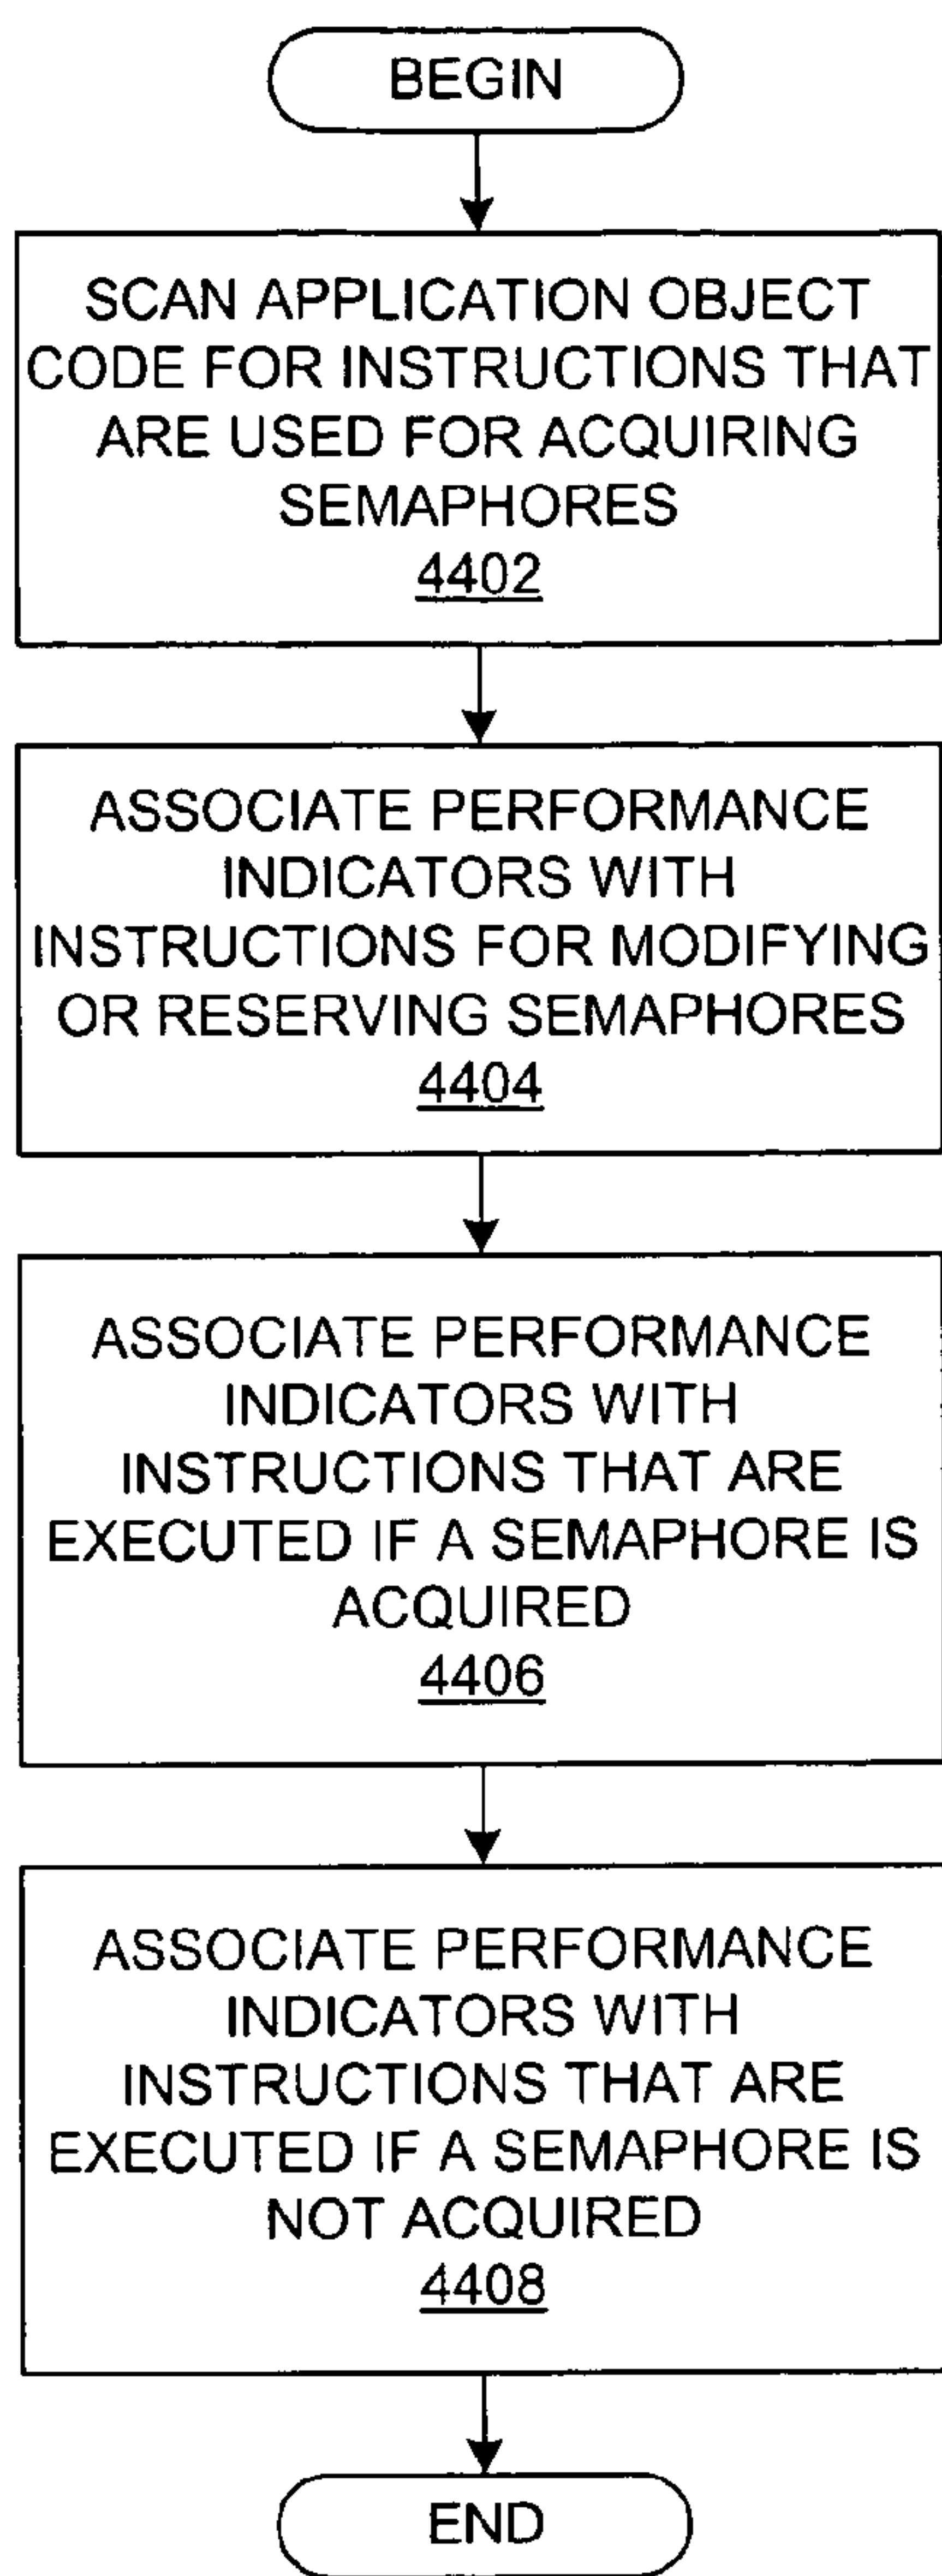 BEGIN
SCAN APPLICATION OBJECT
CODE FOR INSTRUCTIONS THAT
ARE USED FOR ACQUIRING
SEMAPHORES
4402
ASSOCIATE PERFORMANCE
INDICATORS WITH
INSTRUCTIONS FOR MODIFYING
OR RESERVING SEMAPHORES
4404
ASSOCIATE PERFORMANCE
INDICATORS WITH
INSTRUCTIONS THAT ARE
EXECUTED IF A SEMAPHORE IS
ACQUIRED
4406
ASSOCIATE PERFORMANCE
INDICATORS WITH
INSTRUCTIONS THAT ARE
EXECUTED IF A SEMAPHORE IS
NOT ACQUIRED
4408
END